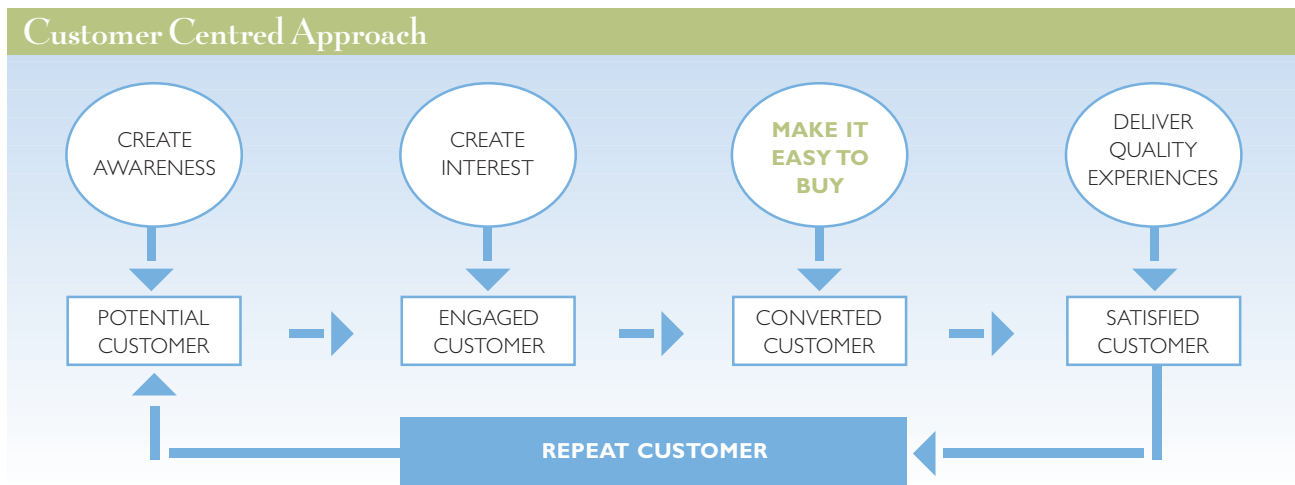 Customer Centred Approach
CREATE
AWARENESS
CREATE
INTEREST
MAKE IT
EASY TO
BUY
DELIVER
QUALITY
EXPERIENCES
POTENTIAL
CUSTOMER
ENGAGED
CUSTOMER
CONVERTED
CUSTOMER
SATISFIED
CUSTOMER
REPEAT CUSTOMER